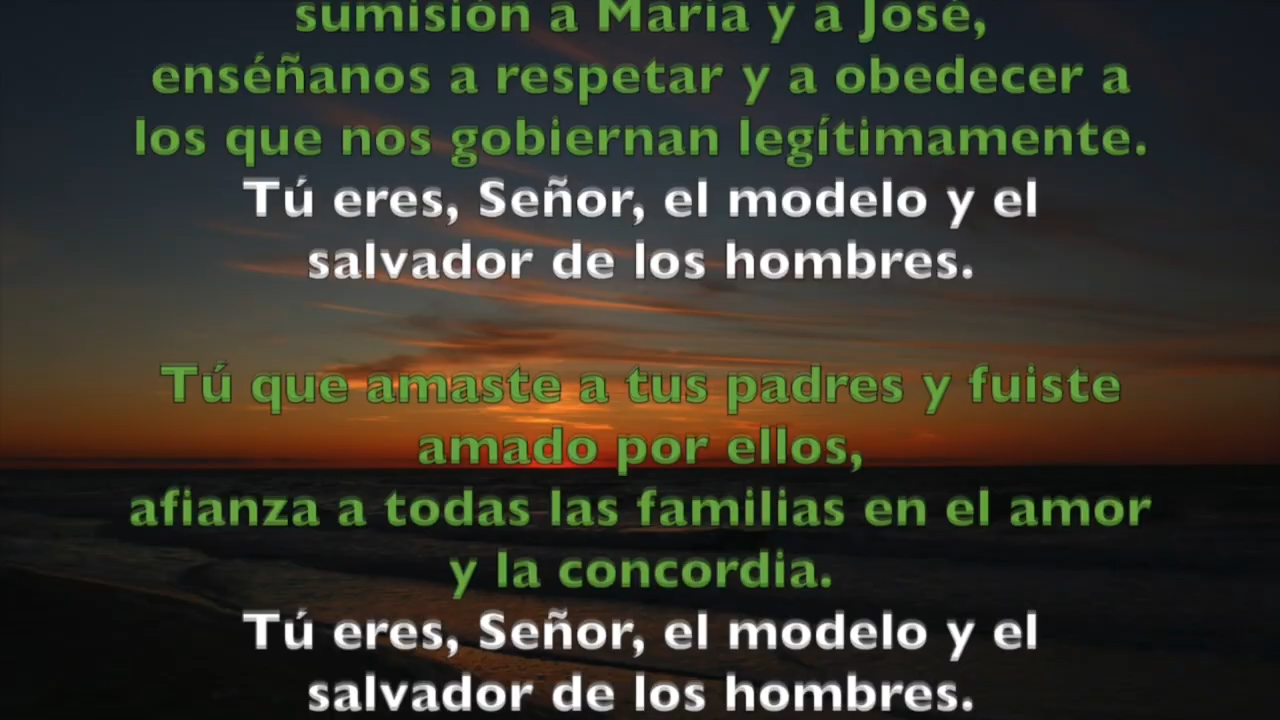 sumisión a María y a José,
enséñanos a respetar y a obedecer a
los que nos gobiernan legítimamente.
Tú eres, Señor, el modelo y el
salvador de los hombres.
Tú que amaste a tus padres y fuiste
amado por ellos,
afianza a todas las familias en el amor
y la concordia.
Tú eres, Señor, el modelo y el
salvador de los hombres.